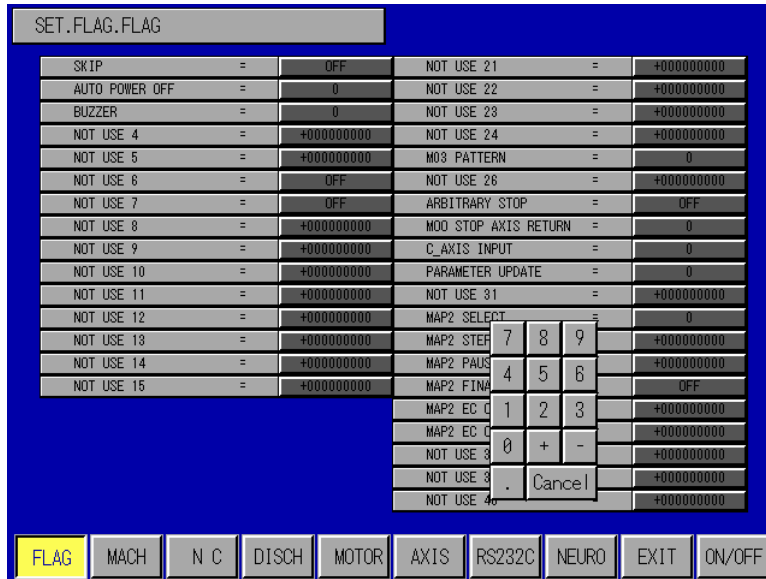 SET.FLAG.FLAG
SKIP = OFF
AUTO POWER OFF = 0
BUZZER = 0
NOT USE 4 = +000000000
NOT USE 5 = +000000000
NOT USE 6 = OFF
NOT USE 7 = OFF
NOT USE 8 = +000000000
NOT USE 9 = +000000000
NOT USE 10 = +000000000
NOT USE 11 = +000000000
NOT USE 12 = +000000000
NOT USE 13 = +000000000
NOT USE 14 = +000000000
NOT USE 15 = +000000000
NOT USE 21 = +000000000
NOT USE 22 = +000000000
NOT USE 23 = +000000000
NOT USE 24 = +000000000
M03 PATTERN = 0
NOT USE 26 = +000000000
ARBITRARY STOP = OFF
MOO STOP AXIS RETURN = 0
C_AXIS INPUT = 0
PARAMETER UPDATE = 0
NOT USE 31 = +000000000
MAP2 SELECT = 0
MAP2 STEP +000000000
MAP2 PAUS +000000000
MAP2 FINA OFF
MAP2 EC +000000000
MAP2 EC +000000000
NOT USE 3 +000000000
NOT USE 3 +000000000
NOT USE 40 +000000000
7 8 9
4 5 6
1 2 3
0 + -
. Cancel
FLAG MACH N C DISCH MOTOR AXIS RS232C NEURO EXIT ON/OFF